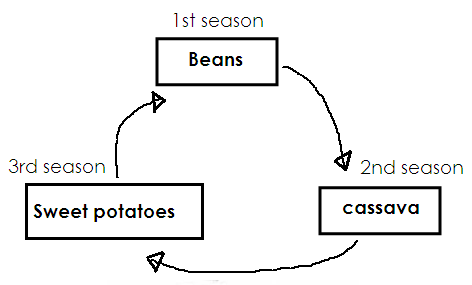 1st season
Beans
2nd season
cassava
3rd season
Sweet potatoes